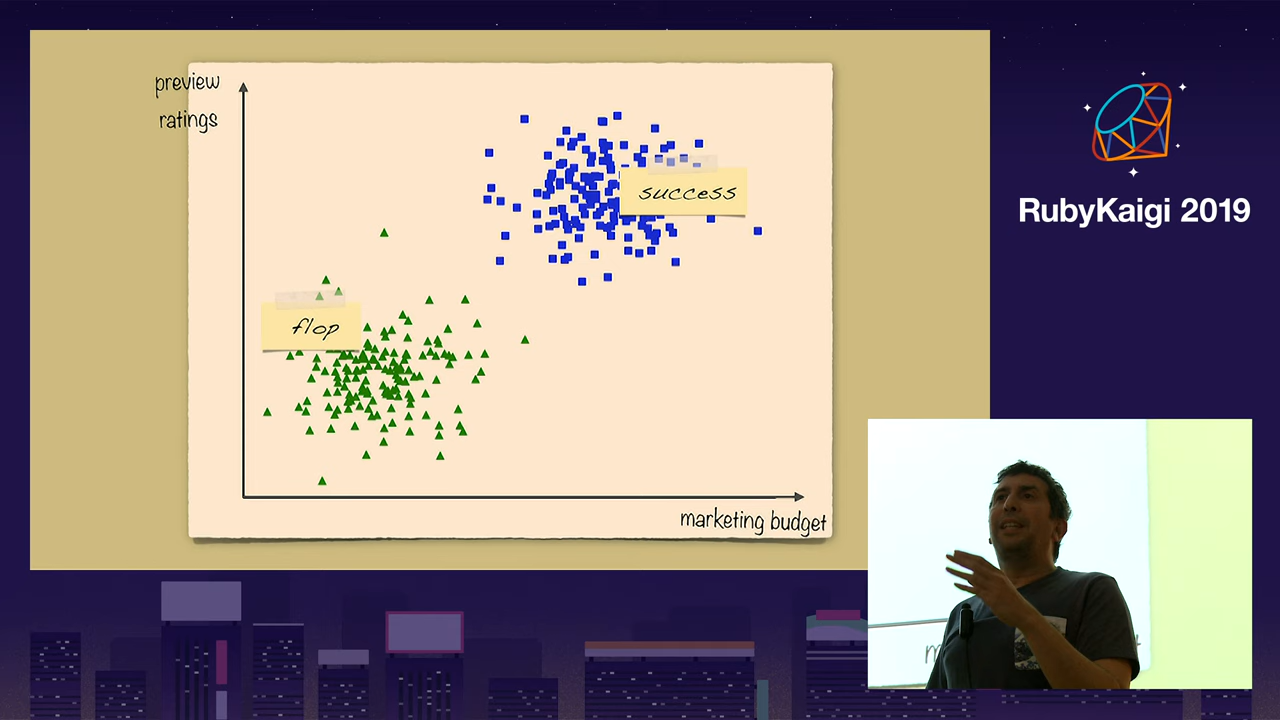 preview
ratings
success
flop
marketing budget
RubyKaigi 2019